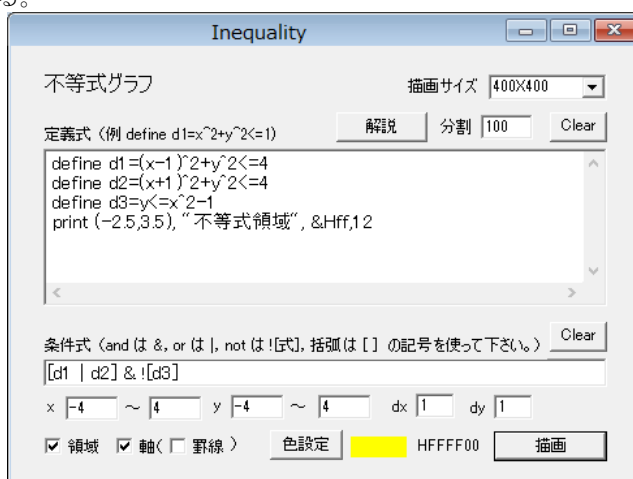 る。
Inequality
不等式グラフ 描画サイズ 400X400
定義式（例 define d1=x^2+y^2<=1） 解説 分割 100 Clear
define d1=(x-1)^2+y^2<=4
define d2=(x+1)^2+y^2<=4
define d3=y<=x^2-1
print (-2.5,3.5), "不等式領域", &Hff,12
条件式（and は &, or は |, not は ![式], 括弧は [ ] の記号を使って下さい。） Clear
[d1 | d2] & ![d3]
x -4 ～ 4 y -4 ～ 4 dx 1 dy 1
領域 軸( 罫線 ) 色設定 HFFFF00 描画